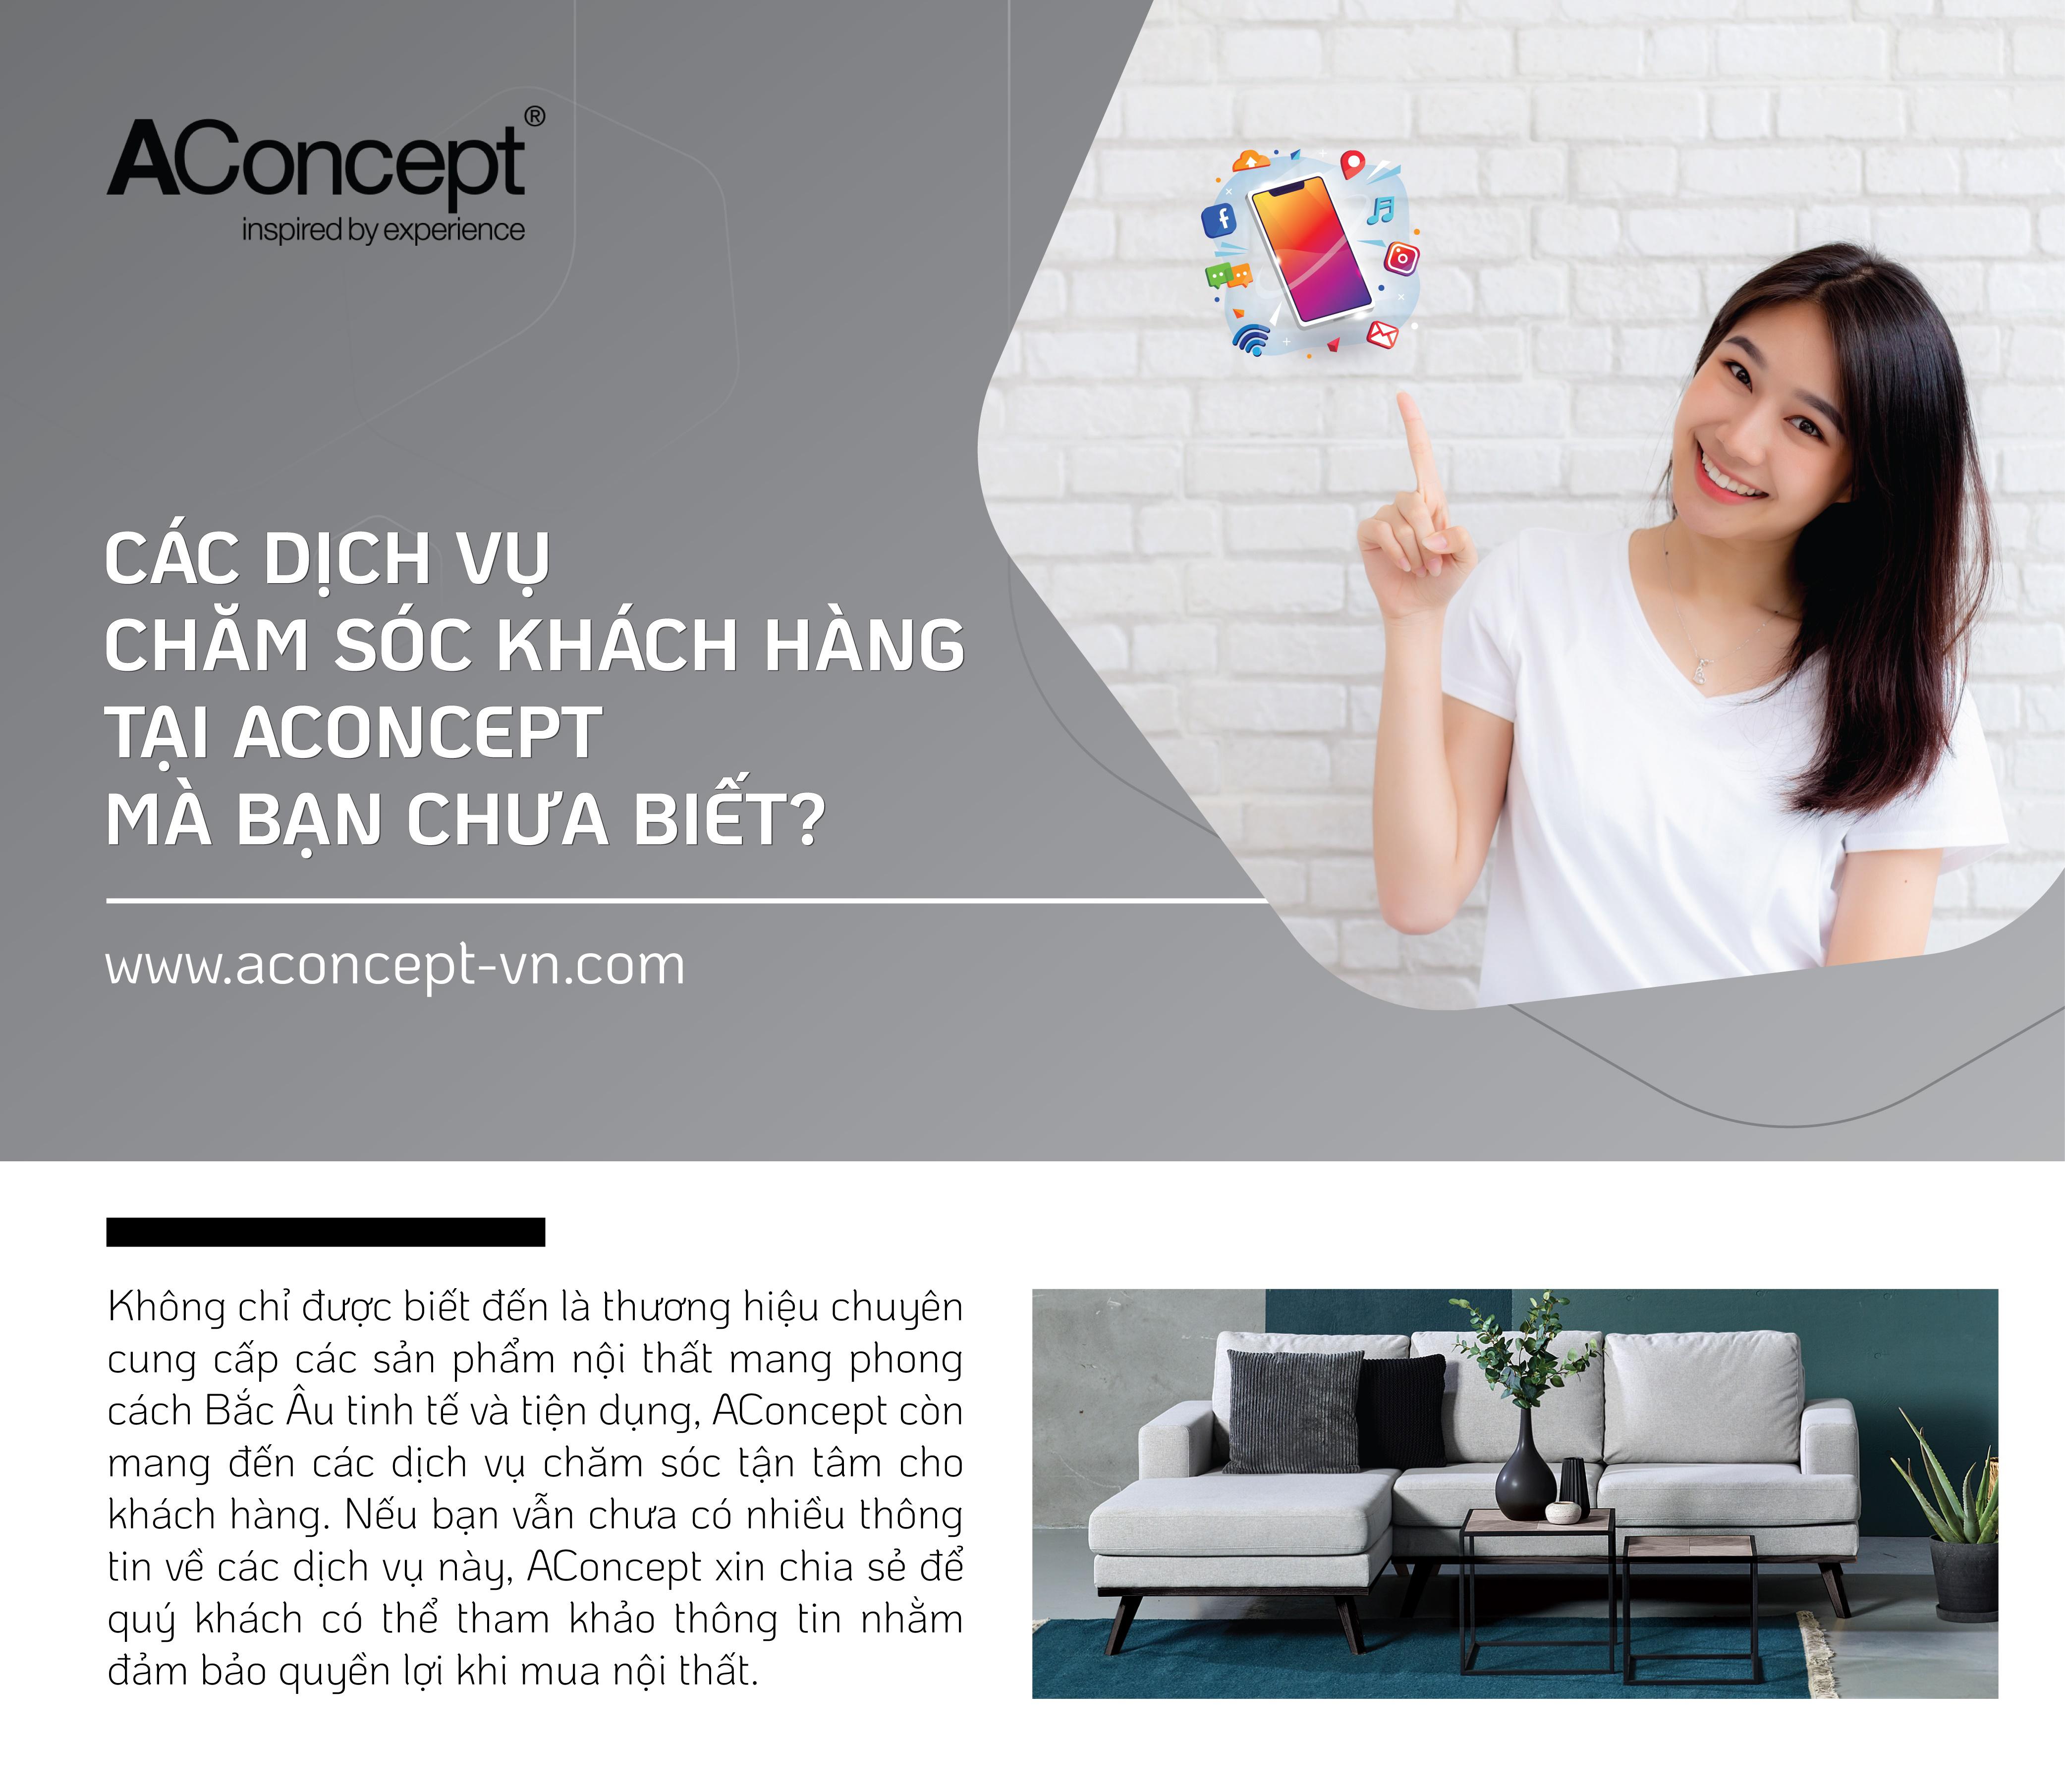 AConcept®
inspired by experience
CÁC DỊCH VỤ
CHĂM SÓC KHÁCH HÀNG
TẠI ACONCEPT
MÀ BẠN CHƯA BIẾT?
www.aconcept-vn.com
Không chỉ được biết đến là thương hiệu chuyên
cung cấp các sản phẩm nội thất mang phong
cách Bắc Âu tinh tế và tiện dụng, AConcept còn
mang đến các dịch vụ chăm sóc tận tâm cho
khách hàng. Nếu bạn vẫn chưa có nhiều thông
tin về các dịch vụ này, AConcept xin chia sẻ để
quý khách có thể tham khảo thông tin nhằm
đảm bảo quyền lợi khi mua nội thất.